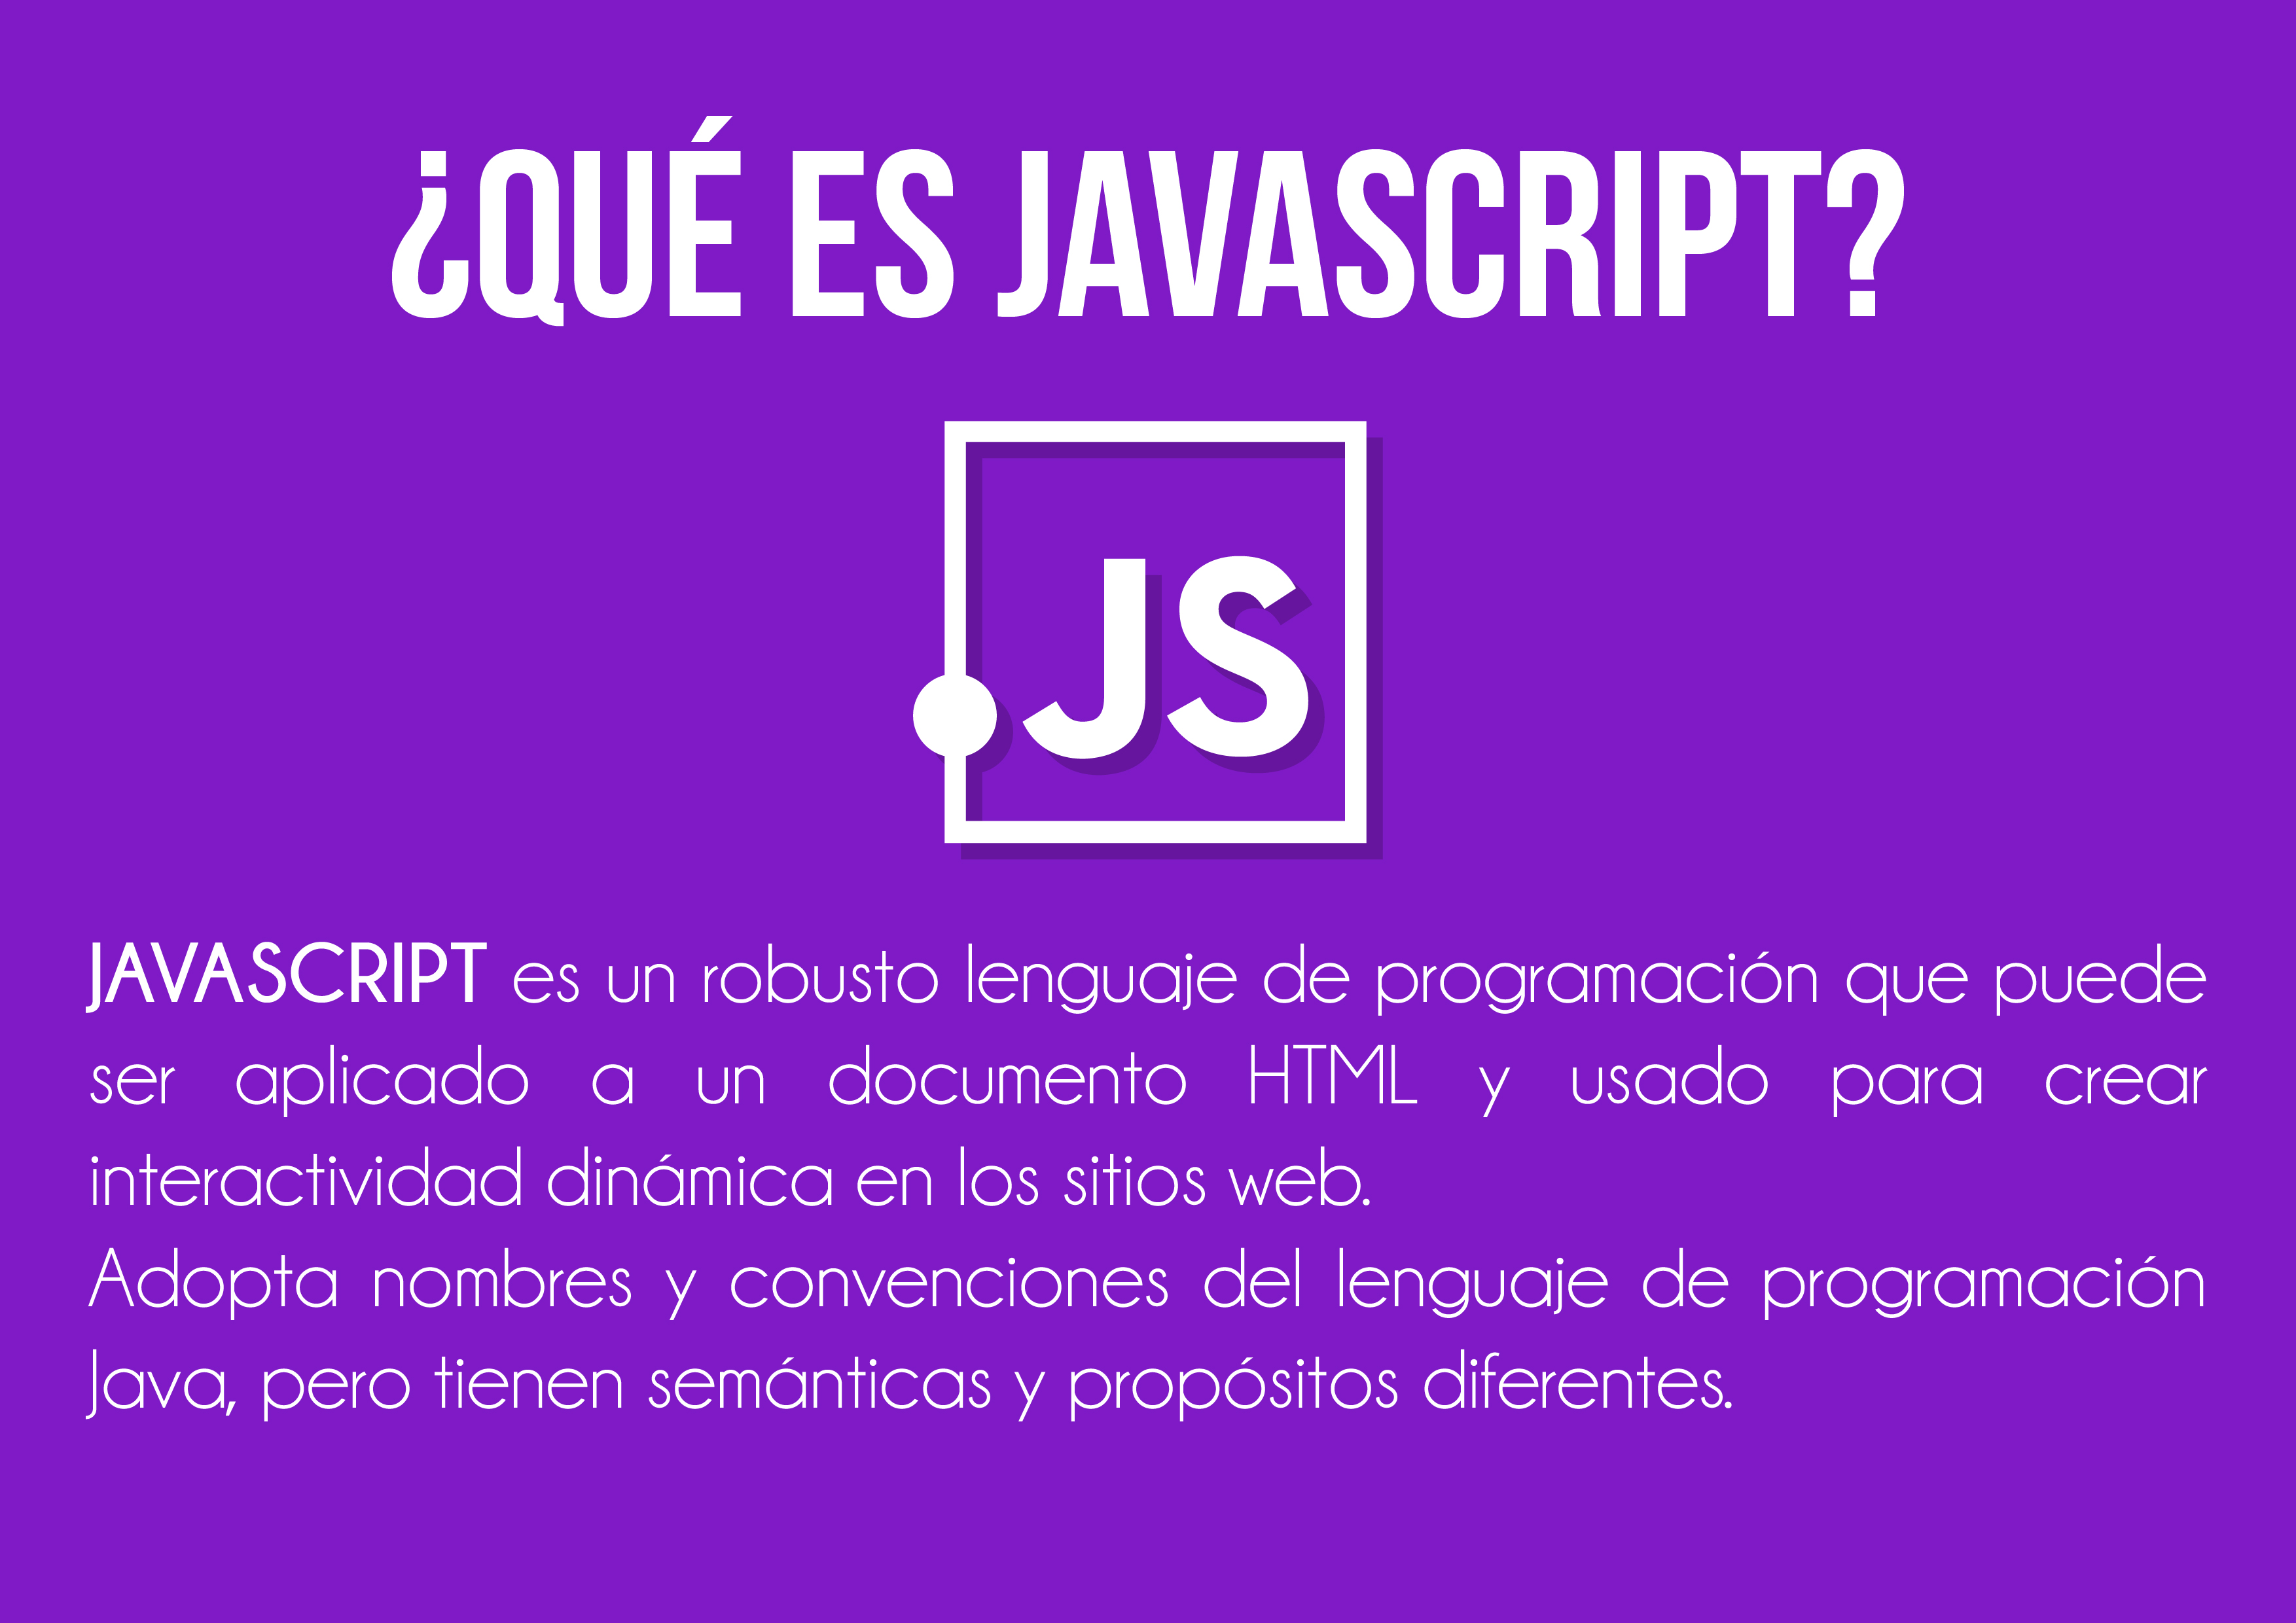 ¿QUÉ ES JAVASCRIPT?
JS
JAVASCRIPT es un robusto lenguaje de programación que puede
ser aplicado a un documento HTML y usado para crear
interactividad dinámica en los sitios web.
Adopta nombres y convenciones del lenguaje de programación
Java, pero tienen semánticas y propósitos diferentes.